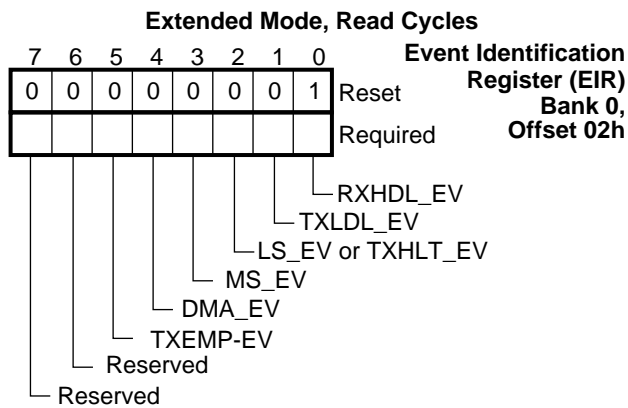 Extended Mode, Read Cycles
7 6 5 4 3 2 1 0
Event Identification
Register (EIR)
Bank 0,
Offset 02h
0 0 0 0 0 0 0 1 Reset
Required
RXHDL_EV
TXLDL_EV
LS_EV or TXHLT_EV
MS_EV
DMA_EV
TXEMP-EV
Reserved
Reserved